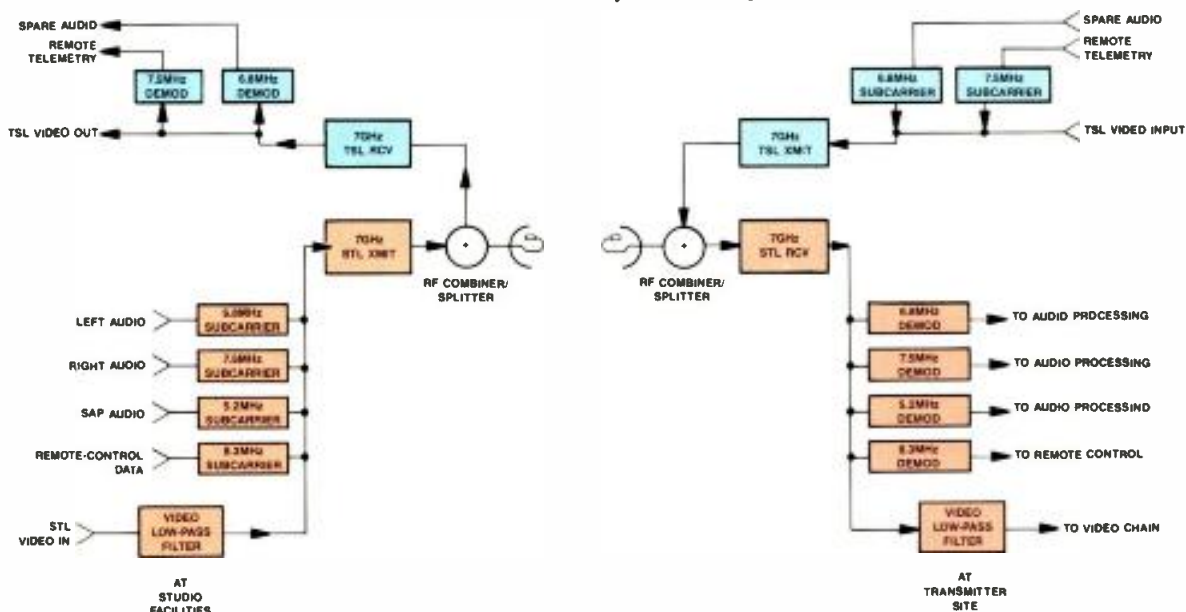 SPARE AUDIO
REMOTE
TELEMETRY
7.5MHz
DEMOD
6.8MHz
DEMOD
TSL VIDEO OUT
7GHz
TSL RCV
7GHz
STL XMIT
RF COMBINER/
SPLITTER
LEFT AUDIO
SUBCARRIER
RIGHT AUDIO
7.5MHz
SUBCARRIER
SAP AUDIO
5.2MHz
SUBCARRIER
REMOTE-CONTROL
DATA
8.3MHz
SUBCARRIER
STL
VIDEO IN
VIDEO
LOW-PASS
FILTER
AT
STUDIO
FACILITIES
SPARE AUDIO
REMOTE
TELEMETRY
6.8MHz
SUBCARRIER
7.5MHz
SUBCARRIER
TSL VIDEO INPUT
7GHz
TSL XMIT
7GHz
STL RCV
RF COMBINER/
SPLITTER
6.8MHz
DEMOD
TO AUDIO PROCESSING
7.5MHz
DEMOD
TO AUDIO PROCESSING
5.2MHz
DEMOD
TO AUDIO PROCESSIND
8.3MHz
DEMOD
TO REMOTE CONTROL
VIDEO
LOW-PASS
FILTER
TO VIDEO CHAIN
AT
TRANSMITTER
SITE